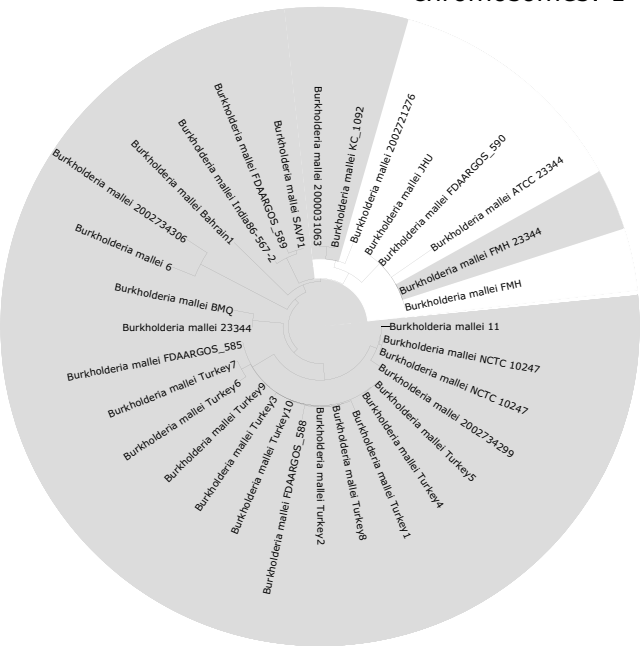 Burkholderia mallei 2000031063
Burkholderia mallei KC_1092
Burkholderia mallei 2002721276
Burkholderia mallei JHU
Burkholderia mallei FDAARGOS_590
Burkholderia mallei ATCC 23344
Burkholderia mallei FMH 23344
Burkholderia mallei FMH
Burkholderia mallei 11
Burkholderia mallei NCTC 10247
Burkholderia mallei NCTC 10247
Burkholderia mallei 2002734299
Burkholderia mallei Turkey5
Burkholderia mallei Turkey4
Burkholderia mallei Turkey1
Burkholderia mallei Turkey8
Burkholderia mallei Turkey2
Burkholderia mallei FDAARGOS_588
Burkholderia mallei Turkey10
Burkholderia mallei Turkey3
Burkholderia mallei Turkey9
Burkholderia mallei Turkey6
Burkholderia mallei Turkey7
Burkholderia mallei FDAARGOS_585
Burkholderia mallei 23344
Burkholderia mallei BMQ
Burkholderia mallei 6
Burkholderia mallei 2002734306
Burkholderia mallei Bahrain1
Burkholderia mallei India86-567-2
Burkholderia mallei FDAARGOS_589
Burkholderia mallei SAVP1